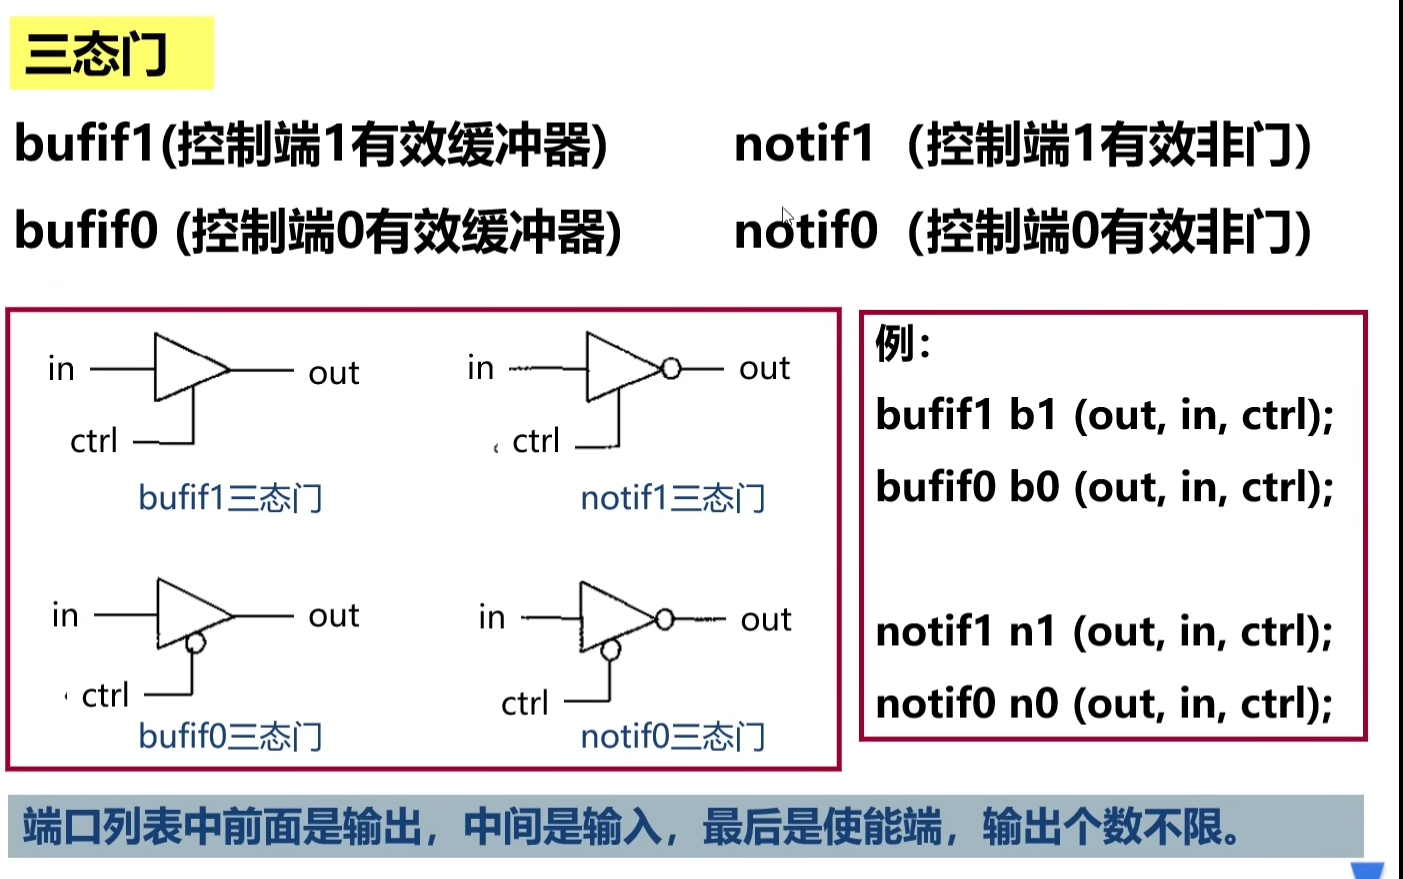 三态门
bufif1(控制端1有效缓冲器)
notif1（控制端1有效非门）
bufif0 (控制端0有效缓冲器)
notif0（控制端0有效非门）
in
out
ctrl
bufif1三态门
in
out
ctrl
notif1三态门
in
out
ctrl
bufif0三态门
in
out
ctrl
notif0三态门
例：
bufif1 b1 (out, in, ctrl);
bufif0 b0 (out, in, ctrl);
notif1 n1 (out, in, ctrl);
notif0 n0 (out, in, ctrl);
端口列表中前面是输出，中间是输入，最后是使能端，输出个数不限。